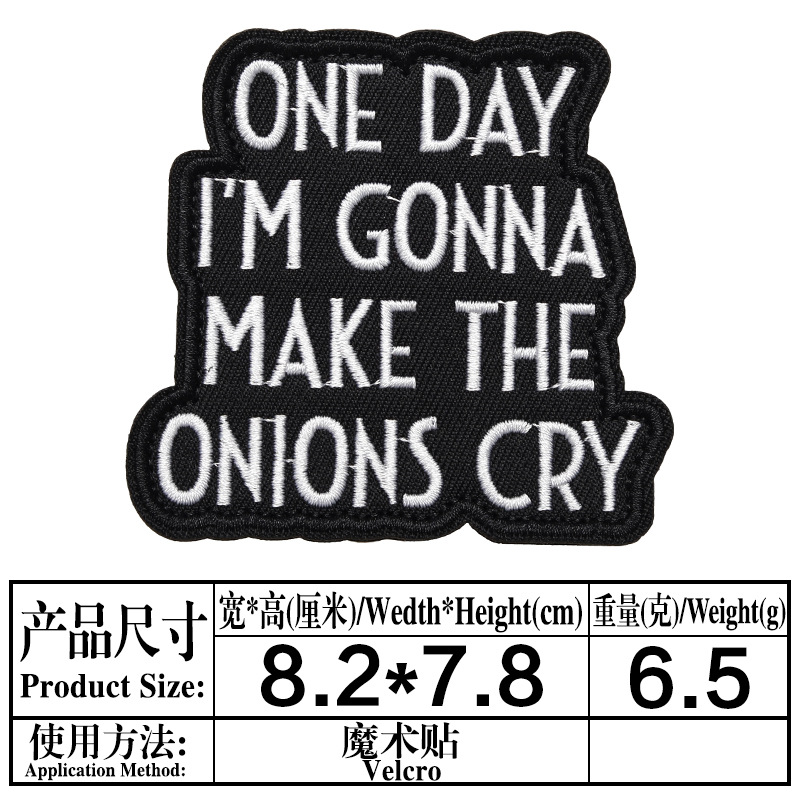 ONE DAY
I'M GONNA
MAKE THE
ONIONS CRY
产品尺寸
Product Size:
宽*高(厘米)/Wedth*Height(cm)
重量(克)/Weight(g)
8.2*7.8
6.5
使用方法:
Application Method:
魔术贴
Velcro